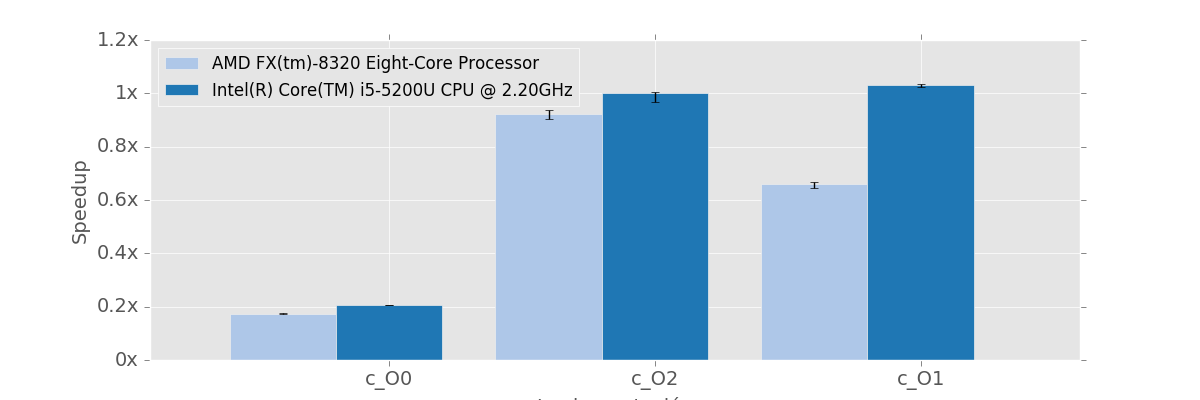 1.2x
AMD FX(tm)-8320 Eight-Core Processor
Intel(R) Core(TM) i5-5200U CPU @ 2.20GHz
1x
0.8x
0.6x
0.4x
0.2x
0x
Speedup
c_O0 c_O2 c_O1